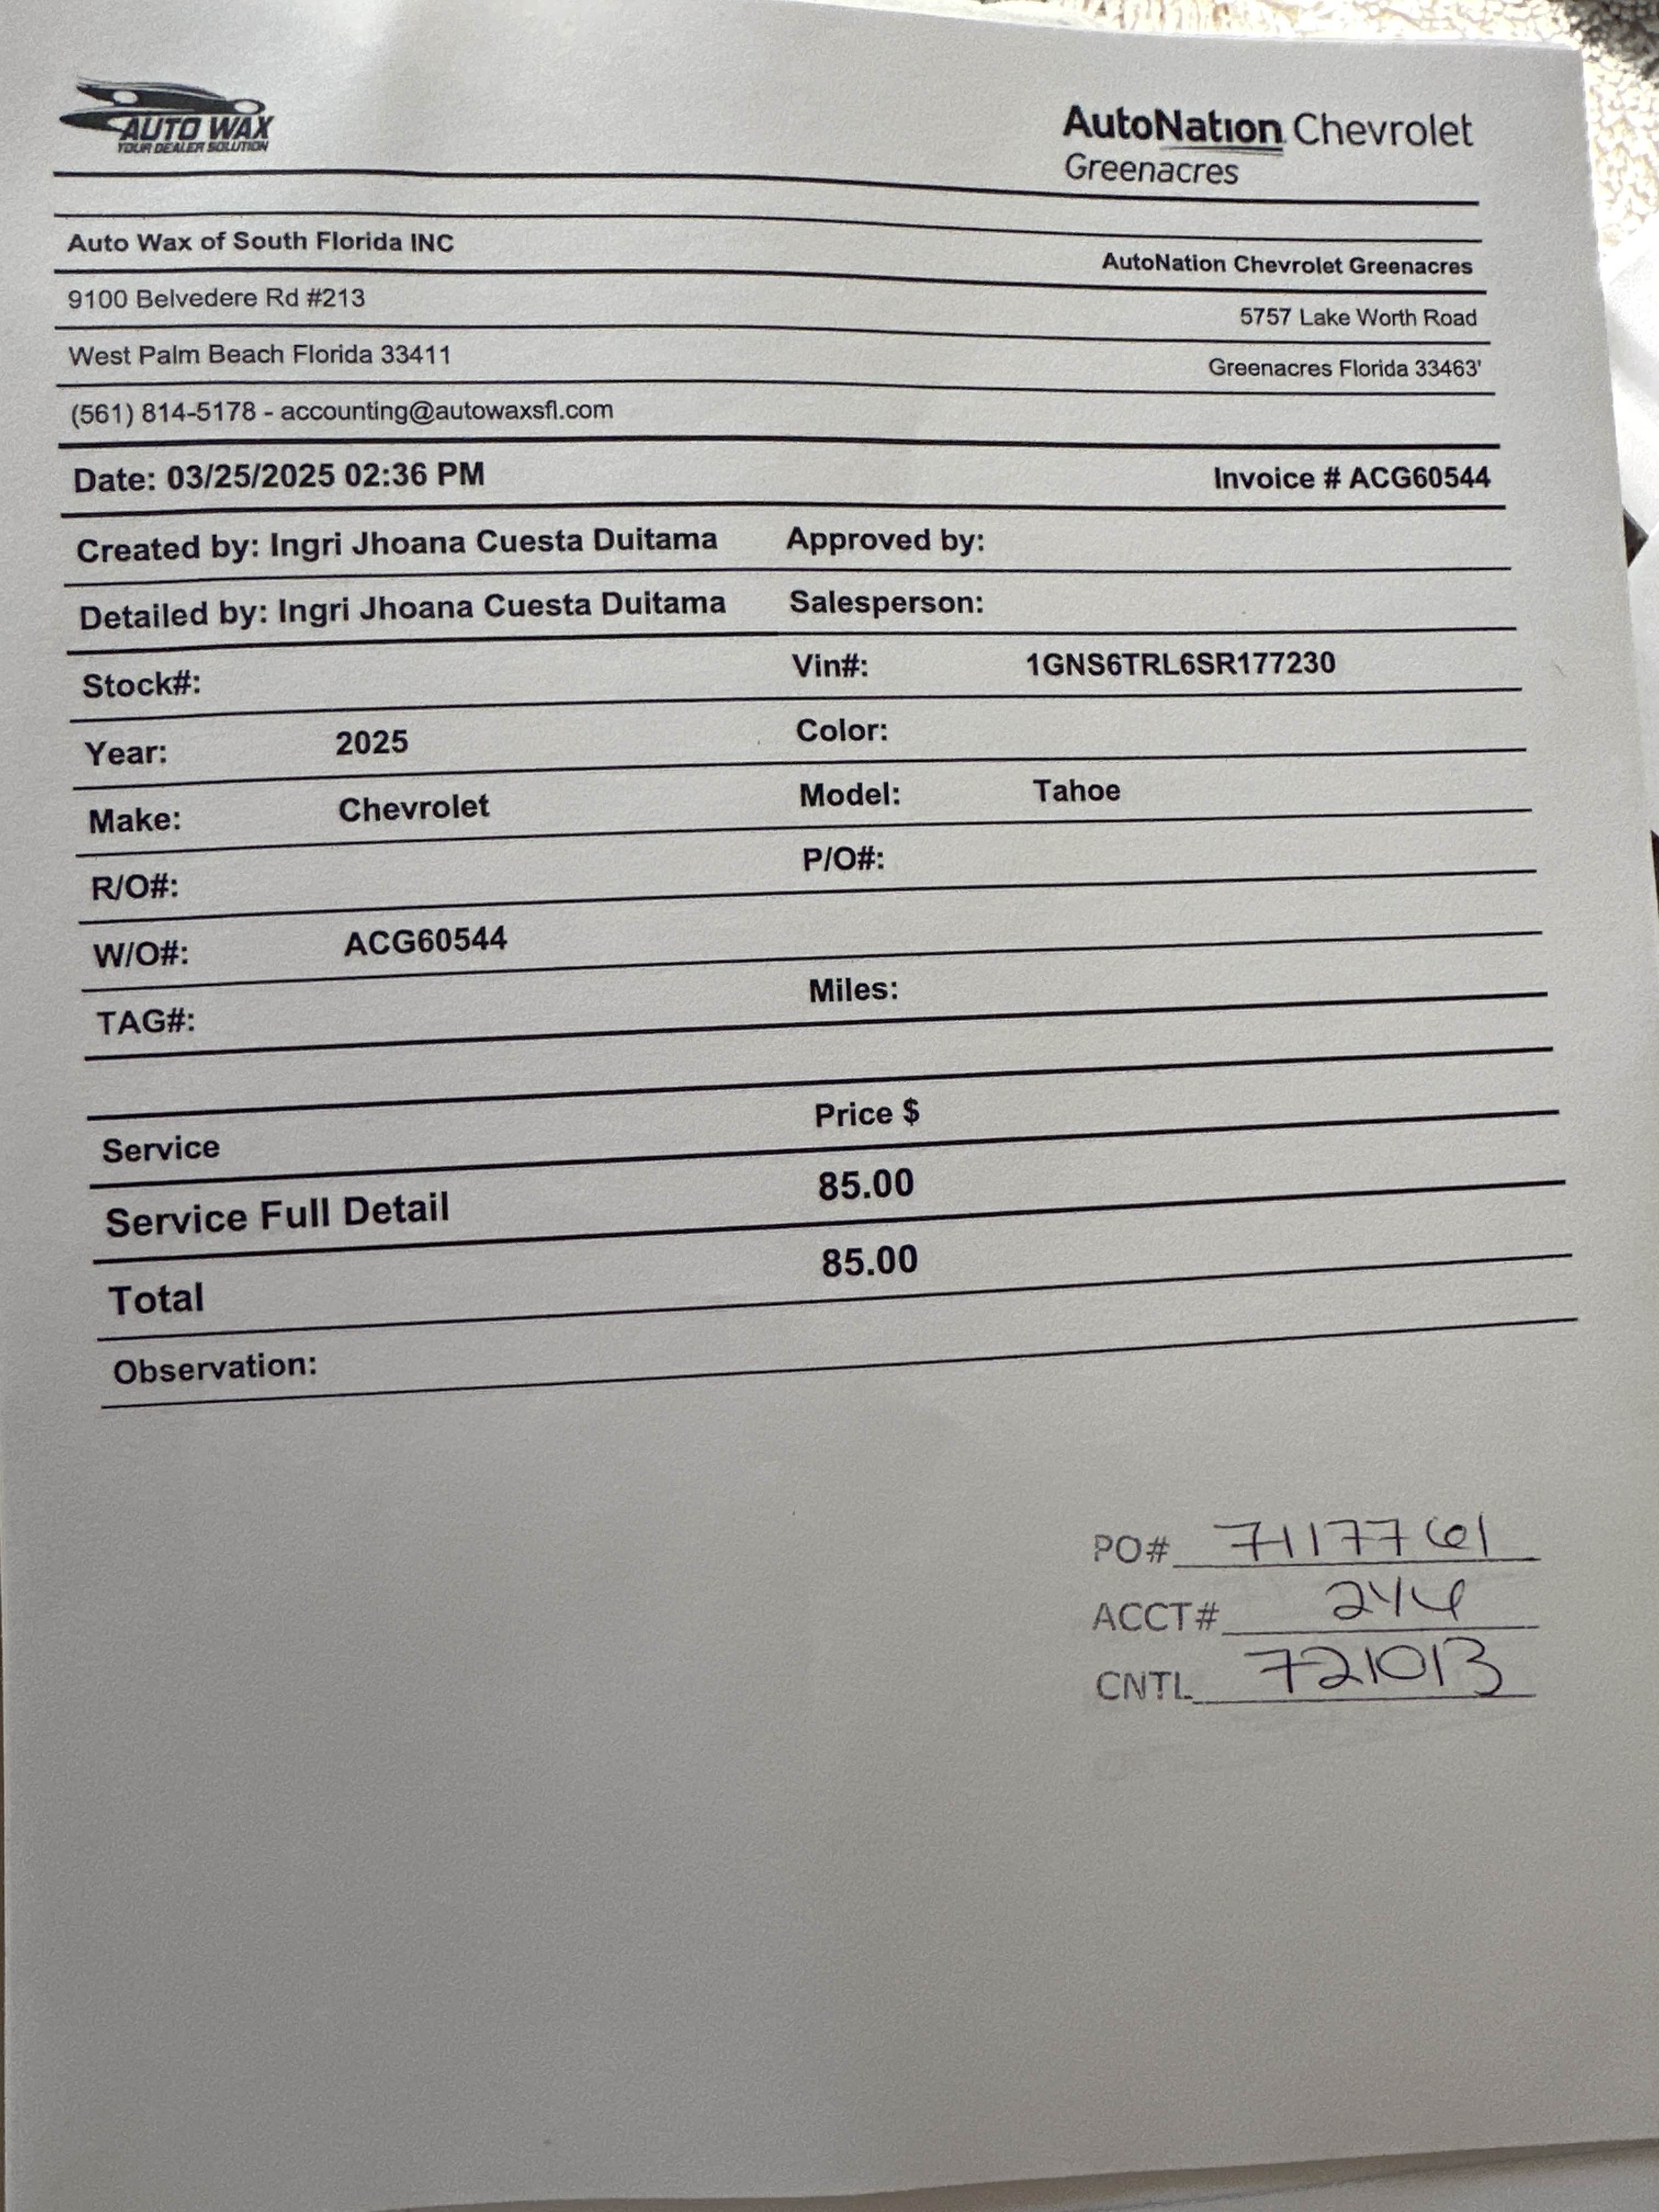 AUTO WAX
YOUR DEALER SOLUTION
AutoNation Chevrolet
Greenacres
Auto Wax of South Florida INC
AutoNation Chevrolet Greenacres
9100 Belvedere Rd #213
5757 Lake Worth Road
West Palm Beach Florida 33411
Greenacres Florida 33463'
(561) 814-5178 - accounting@autowaxsfl.com
Date: 03/25/2025 02:36 PM Invoice # ACG60544
Created by: Ingri Jhoana Cuesta Duitama Approved by:
Detailed by: Ingri Jhoana Cuesta Duitama Salesperson:
Stock#: Vin#: 1GNS6TRL6SR177230
Year: 2025 Color:
Make: Chevrolet Model: Tahoe
R/O#: P/O#:
W/O#: ACG60544
TAG#: Miles:
Service Price $
Service Full Detail 85.00
Total 85.00
Observation:
PO# 7117761
ACCT#
CNTL 721013